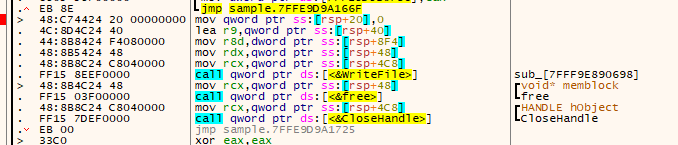 EB 8E jmp sample.7FFE9D9A166F
48:C74424 20 00000000 mov qword ptr ss:[rsp+20],0
4C:8D4C24 40 lea r9,qword ptr ss:[rsp+40]
44:8B8424 F4080000 mov r8d,dword ptr ss:[rsp+8F4]
48:8B5424 48 mov rdx,qword ptr ss:[rsp+48]
48:8B8C24 C8040000 mov rcx,qword ptr ss:[rsp+4C8]
FF15 8EEF0000 call qword ptr ds:[<&WriteFile>] sub_[7FFF9E890698]
48:8B4C24 48 mov rcx,qword ptr ss:[rsp+48] void* memblock
FF15 03F00000 call qword ptr ds:[<&free>] free
48:8B8C24 C8040000 mov rcx,qword ptr ss:[rsp+4C8] HANDLE hObject
FF15 7DEF0000 call qword ptr ds:[<&CloseHandle>] CloseHandle
EB 00 jmp sample.7FFE9D9A1725
33C0 xor eax,eax